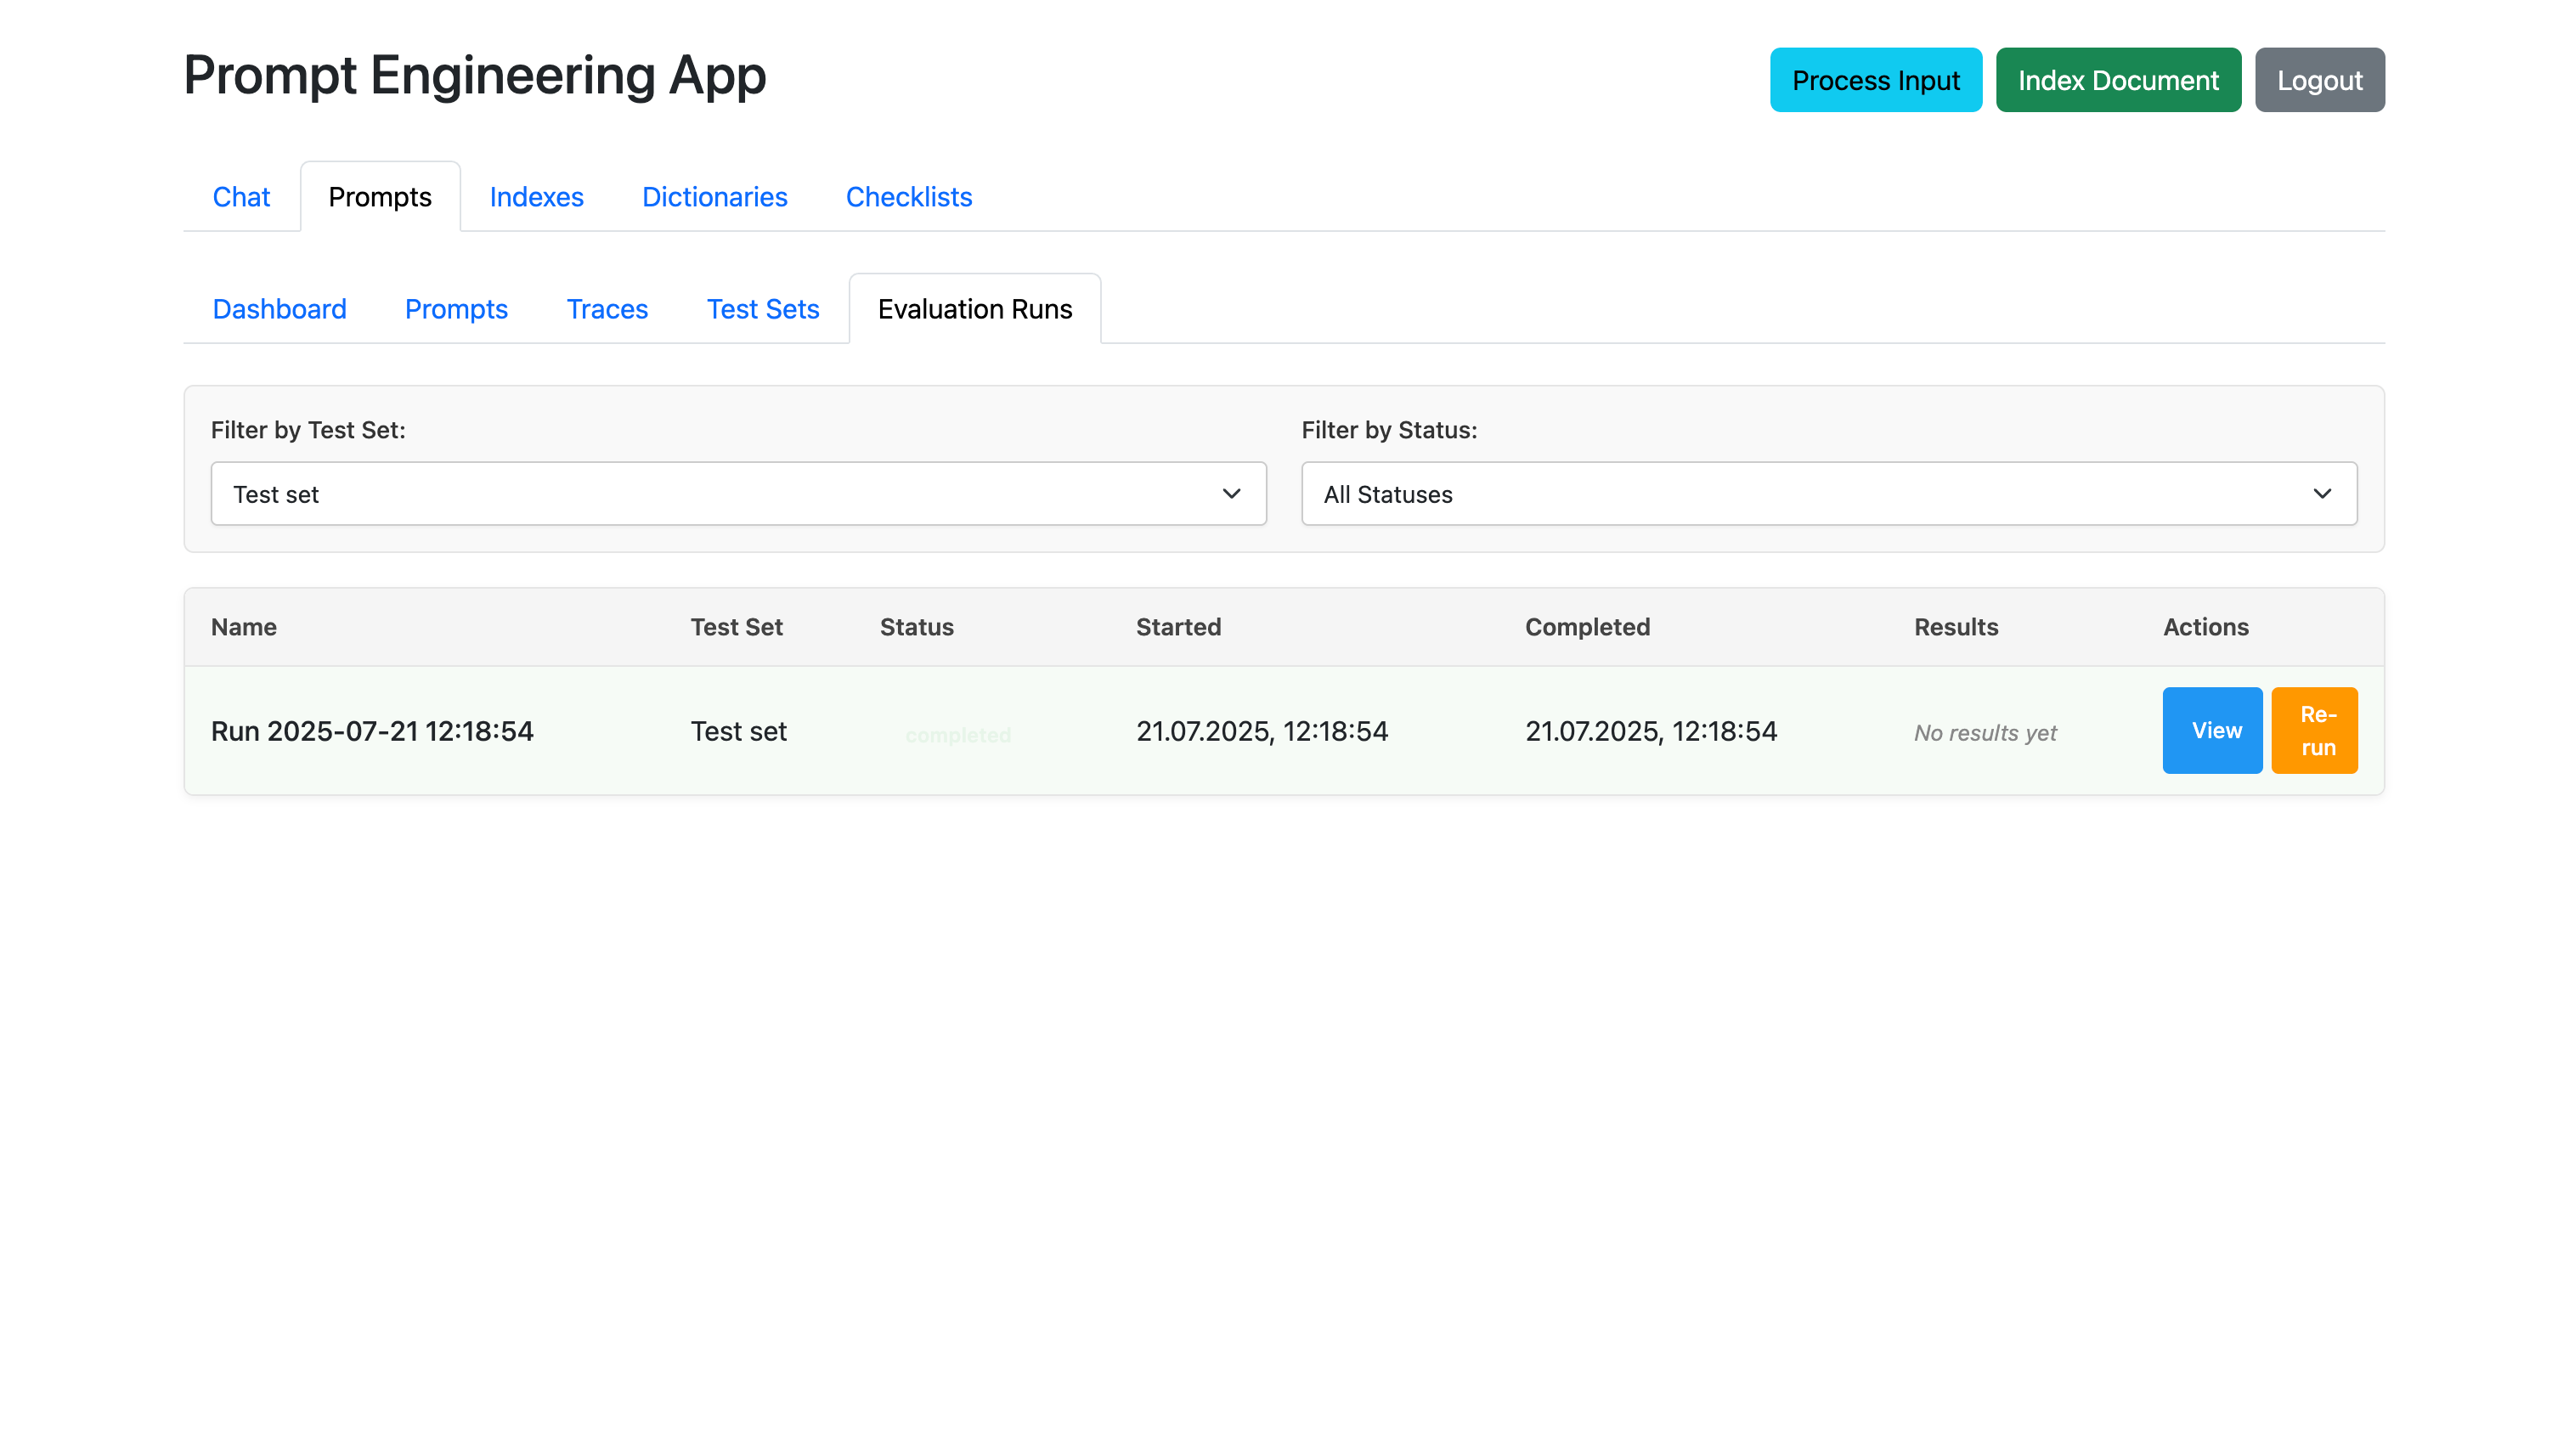 Prompt Engineering App
Process Input
Index Document
Logout
Chat
Prompts
Indexes
Dictionaries
Checklists
Dashboard
Prompts
Traces
Test Sets
Evaluation Runs
Filter by Test Set:
Filter by Status:
Test set
All Statuses
Name Test Set Status Started Completed Results Actions
Run 2025-07-21 12:18:54 Test set completed 21.07.2025, 12:18:54 21.07.2025, 12:18:54 No results yet View Re-
run